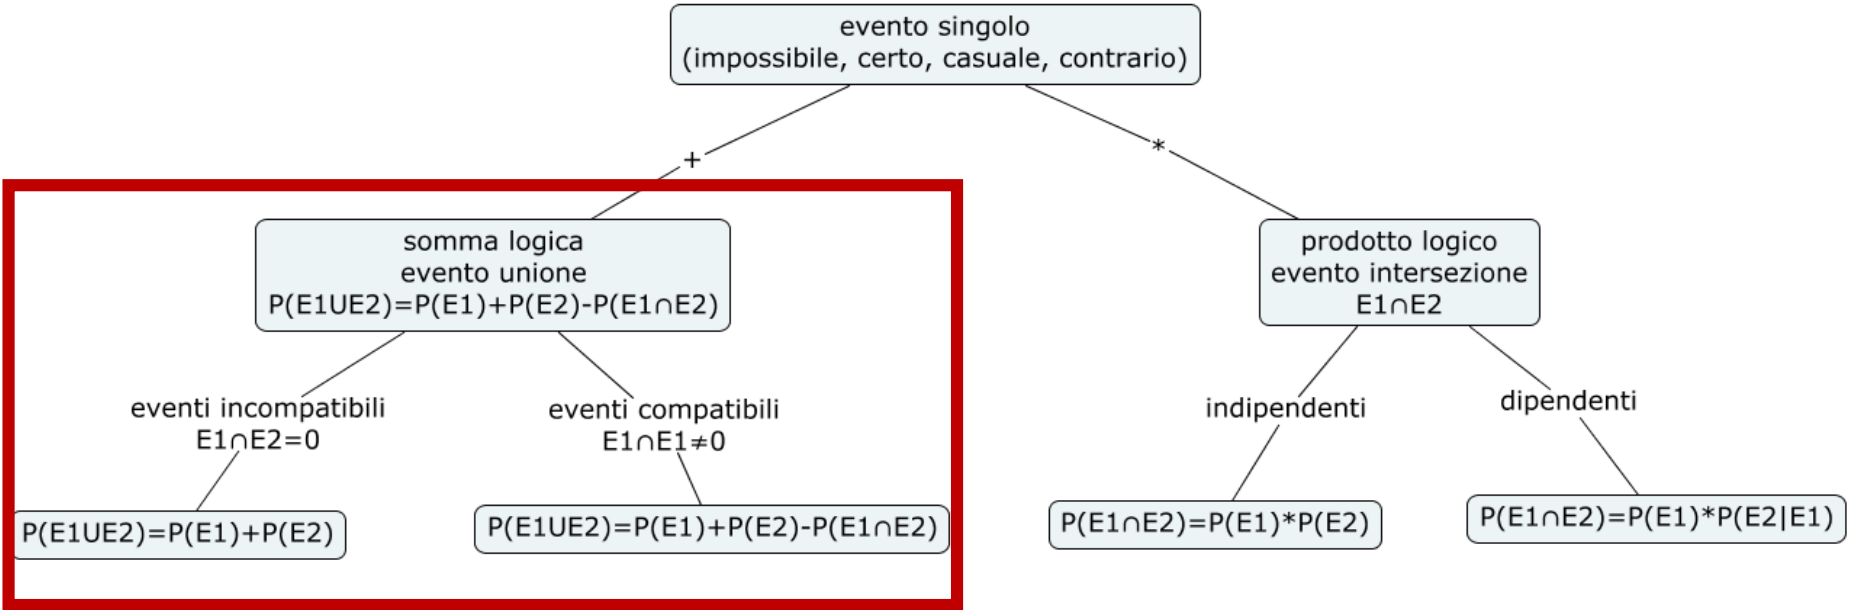 evento singolo
(impossibile, certo, casuale, contrario)
+
*
somma logica
evento unione
P(E1UE2)=P(E1)+P(E2)-P(E1∩E2)
prodotto logico
evento intersezione
E1∩E2
eventi incompatibili
E1∩E2=0
eventi compatibili
E1∩E1≠0
indipendenti
dipendenti
P(E1UE2)=P(E1)+P(E2)
P(E1UE2)=P(E1)+P(E2)-P(E1∩E2)
P(E1∩E2)=P(E1)*P(E2)
P(E1∩E2)=P(E1)*P(E2|E1)